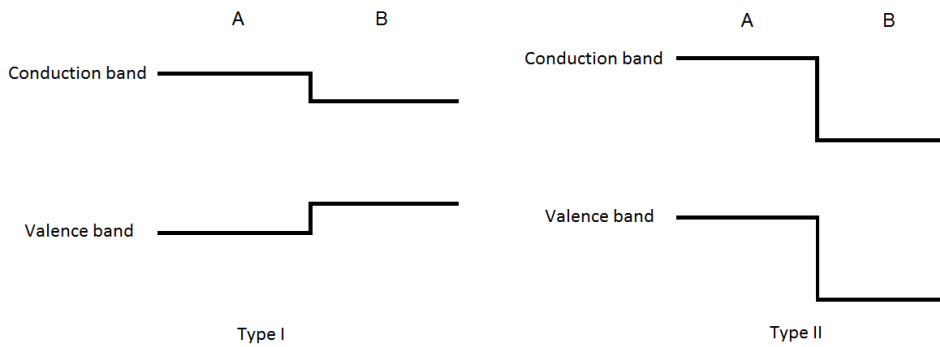 A B
Conduction band
Valence band
Type I
A B
Conduction band
Valence band
Type II